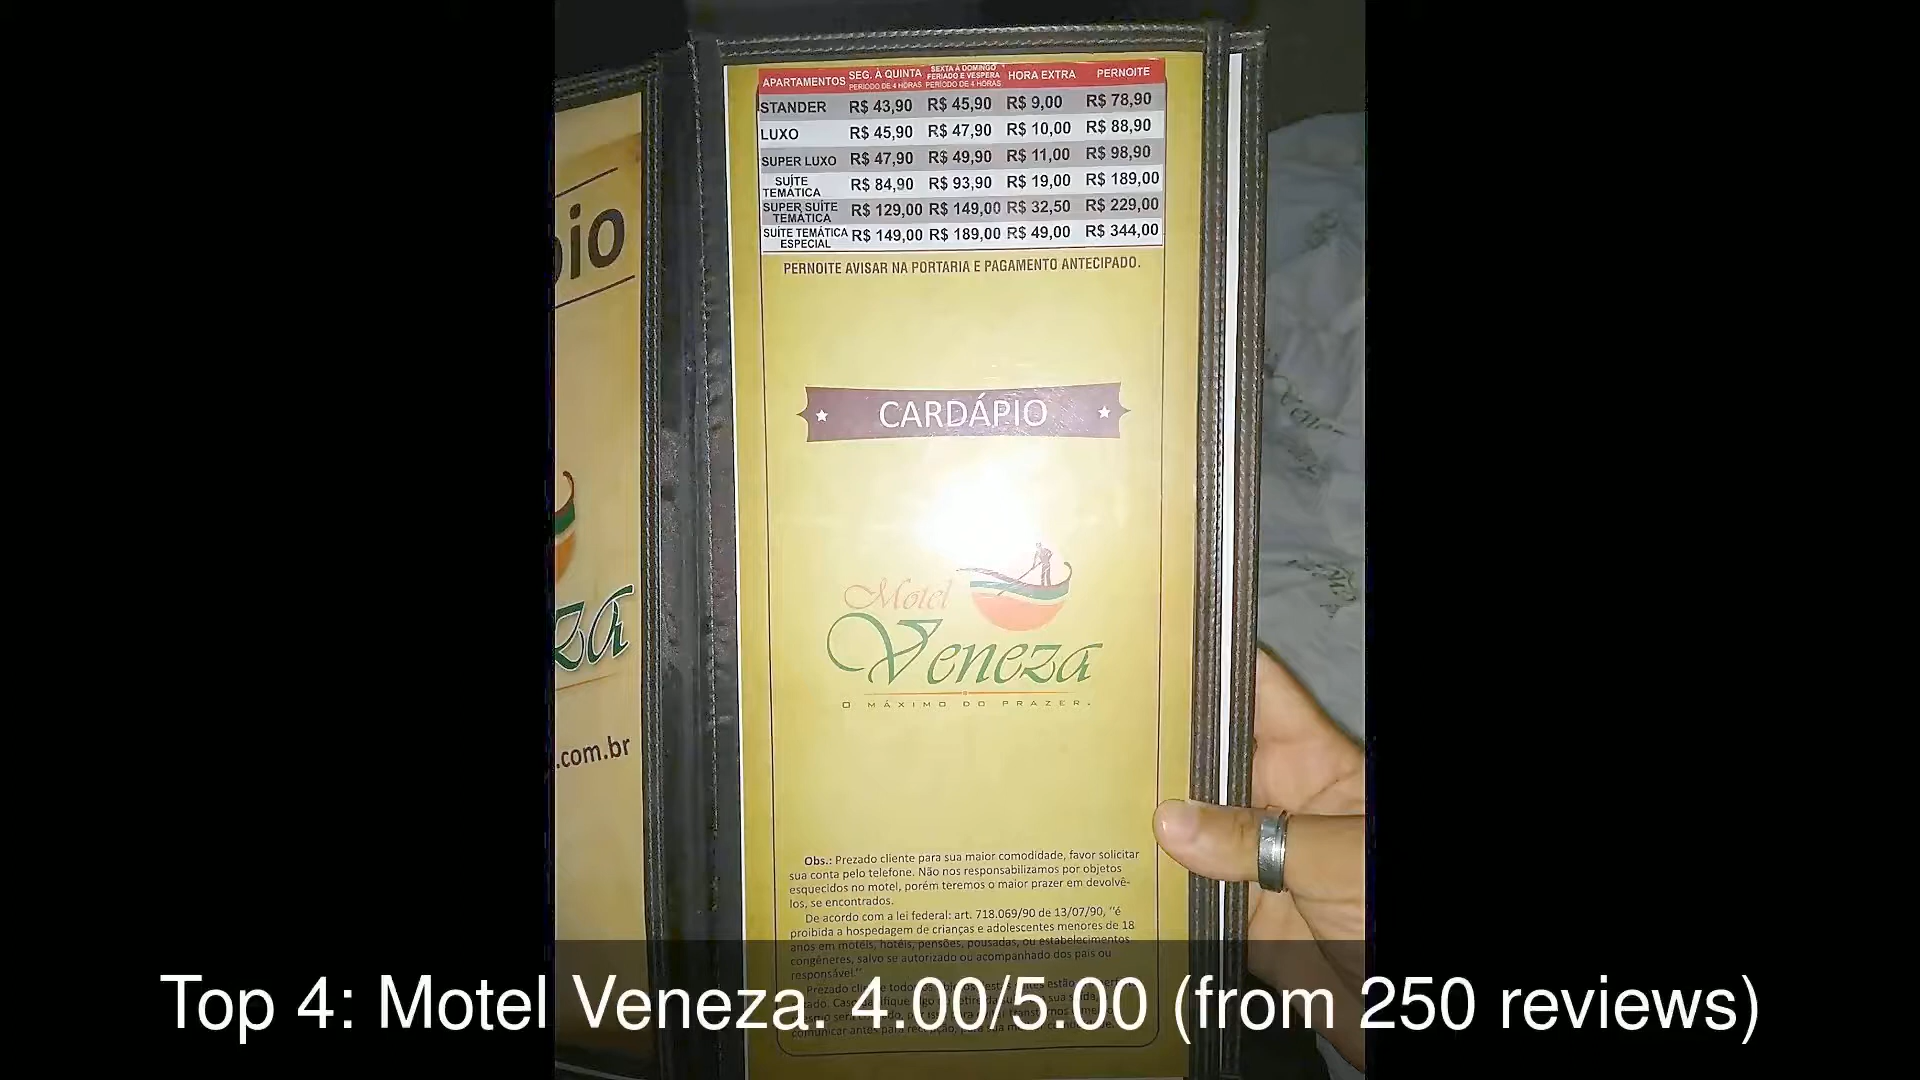 APARTAMENTOS SEG. À QUINTA PERÍODO DE 4 HORAS SEXTA À DOMINGO FERIADO E VÉSPERA PERÍODO DE 4 HORAS HORA EXTRA PERNOITE
STANDER R$ 43,90 R$ 45,90 R$ 9,00 R$ 78,90
LUXO R$ 45,90 R$ 47,90 R$ 10,00 R$ 88,90
SUPER LUXO R$ 47,90 R$ 49,90 R$ 11,00 R$ 98,90
SUÍTE TEMÁTICA R$ 84,90 R$ 93,90 R$ 19,00 R$ 189,00
SUPER SUÍTE TEMÁTICA R$ 129,00 R$ 149,00 R$ 32,50 R$ 229,00
SUÍTE TEMÁTICA ESPECIAL R$ 149,00 R$ 189,00 R$ 49,00 R$ 344,00
PERNOITE AVISAR NA PORTARIA E PAGAMENTO ANTECIPADO.
CARDÁPIO
Motel
Veneza
O MÁXIMO DO PRAZER.
.com.br
Obs.: Prezado cliente para sua maior comodidade, favor solicitar
sua conta pelo telefone. Não nos responsabilizamos por objetos
esquecidos no motel, porém teremos o maior prazer em devolvê-
los, se encontrados.
De acordo com a lei federal: art. 718.069/90 de 13/07/90, "é
proibida a hospedagem de crianças e adolescentes menores de 18
anos em motéis, hotéis, pensões, pousadas, ou estabelecimentos
congêneres, salvo se autorizado ou acompanhado dos pais ou
responsável."
Top 4: Motel Veneza. 4.00/5.00 (from 250 reviews)